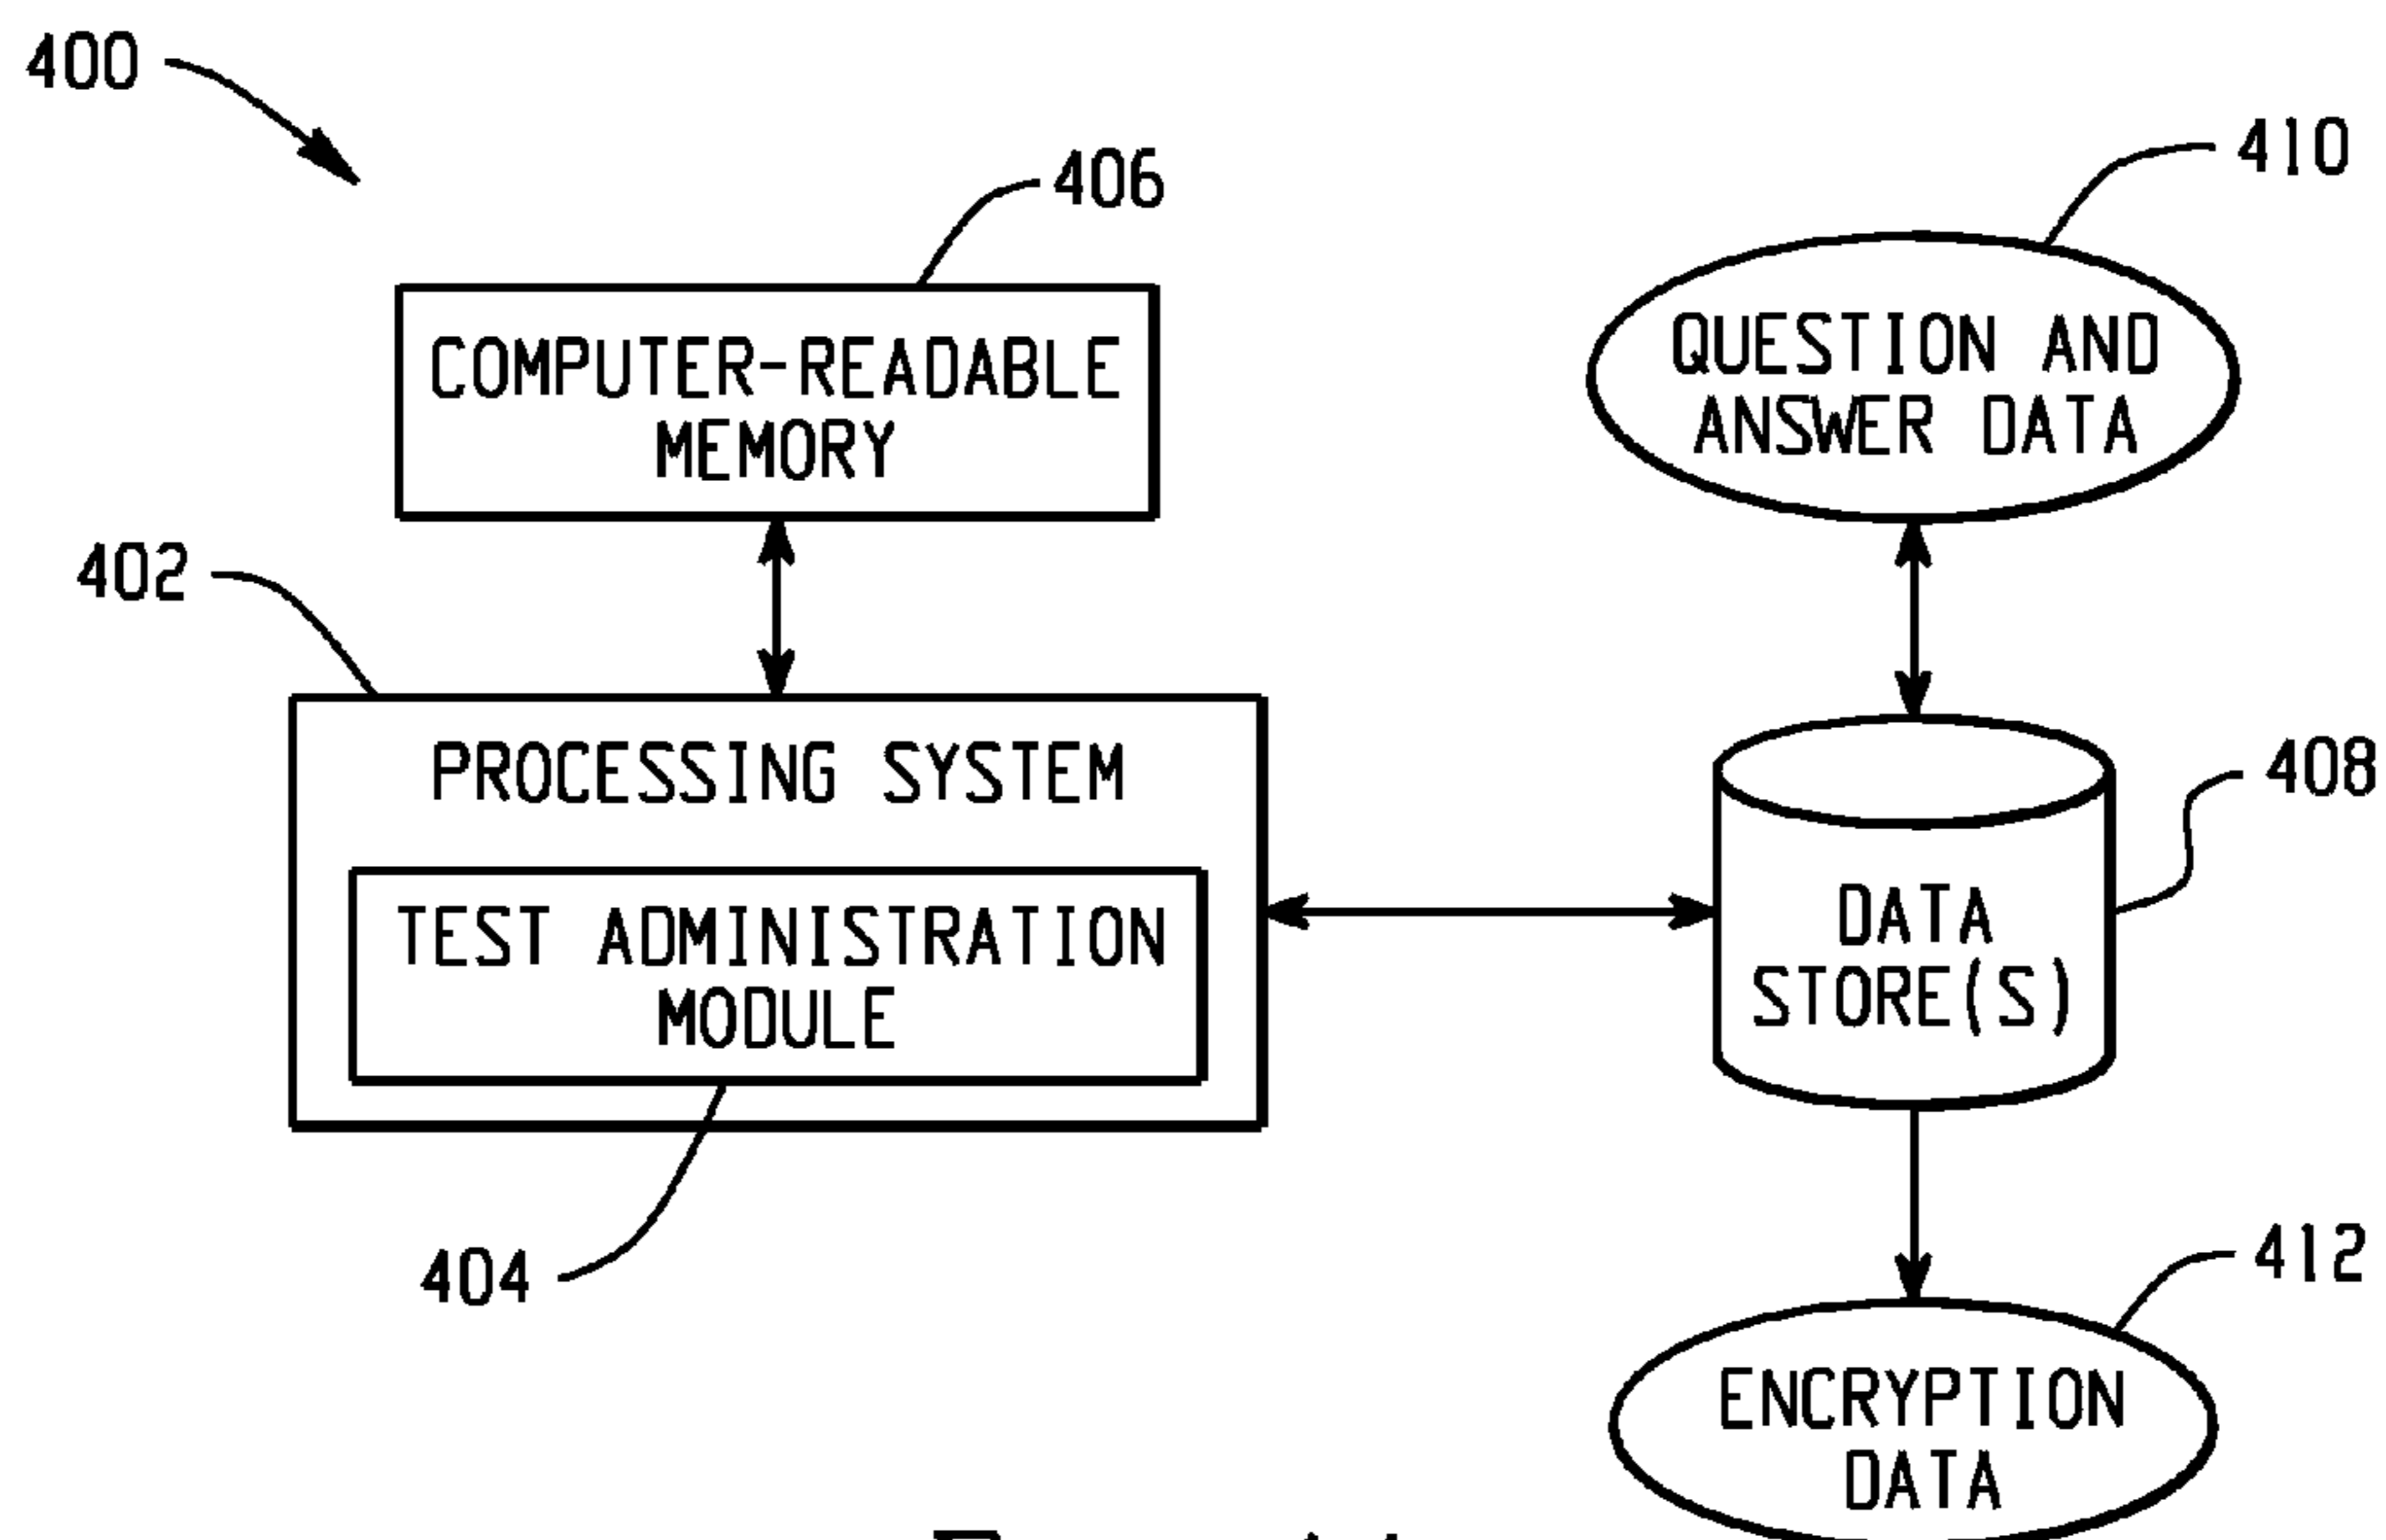 400
406
410
COMPUTER-READABLE
MEMORY
QUESTION AND
ANSWER DATA
402
PROCESSING SYSTEM
408
TEST ADMINISTRATION
MODULE
DATA
STORE(S)
404
412
ENCRYPTION
DATA